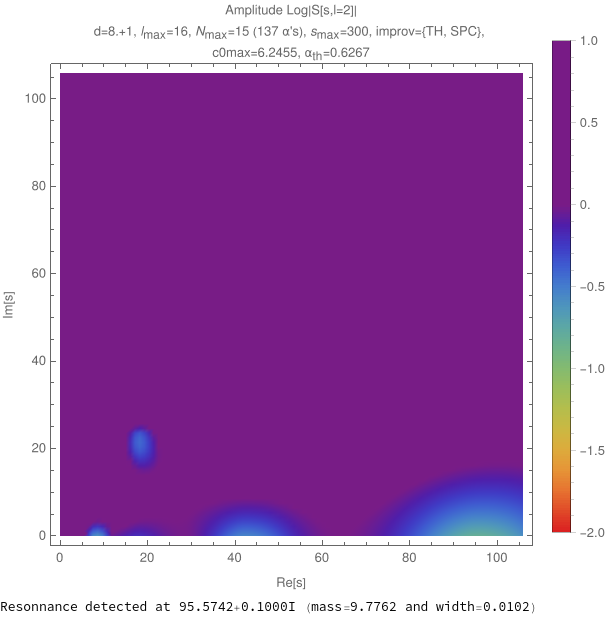 Amplitude Log|S[s,l=2]|
d=8.+1, lmax=16, Nmax=15 (137 α's), smax=300, improv={TH, SPC},
c0max=6.2455, αth=0.6267
1.0
0.5
0.
-0.5
-1.0
-1.5
-2.0
100
80
60
40
20
0
Im[s]
0 20 40 60 80 100
Re[s]
Resonnance detected at 95.5742+0.1000I (mass=9.7762 and width=0.0102)